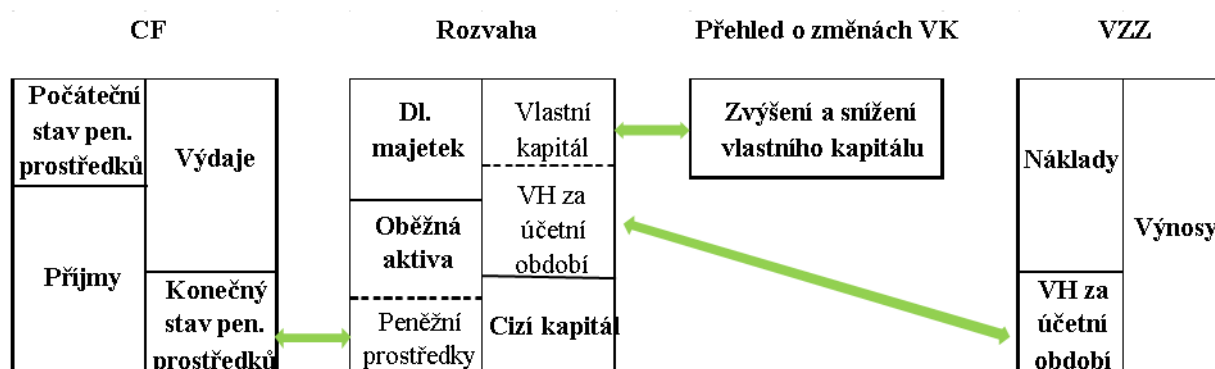 CF
Rozvaha
Přehled o změnách VK
VZZ
Počáteční
stav pen.
prostředků
Příjmy
Výdaje
Konečný
stav pen.
prostředků
Dl.
majetek
Oběžná
aktiva
Peněžní
prostředky
Vlastní
kapitál
VH za
účetní
období
Cizí kapitál
Zvýšení a snížení
vlastního kapitálu
Náklady
VH za
účetní
období
Výnosy